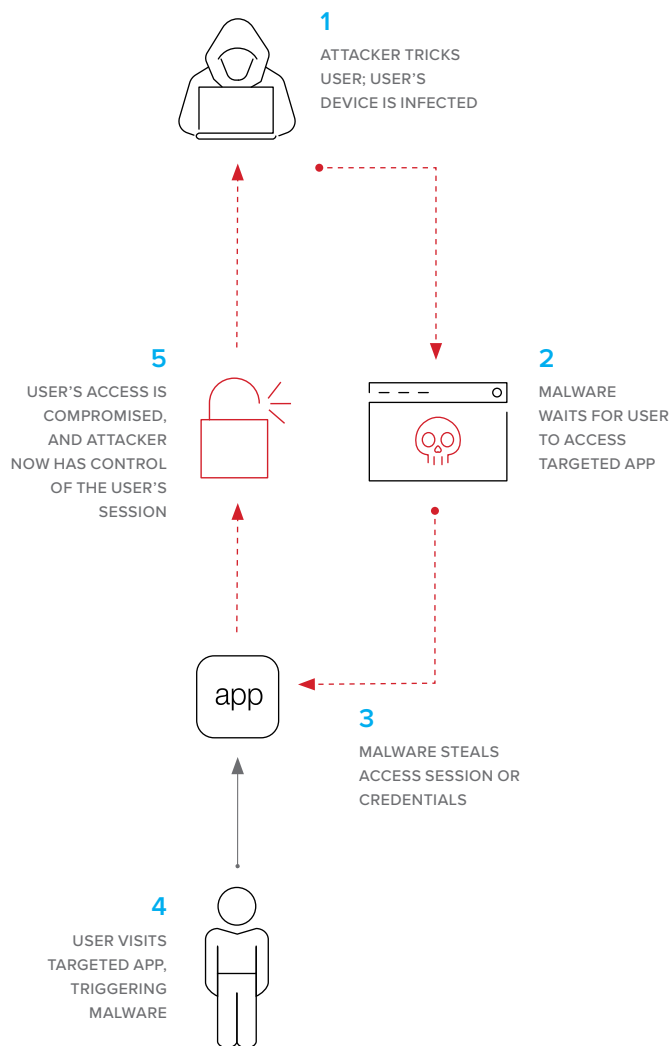 1
ATTACKER TRICKS
USER; USER’S
DEVICE IS INFECTED
2
MALWARE
WAITS FOR USER
TO ACCESS
TARGETED APP
3
MALWARE STEALS
ACCESS SESSION OR
CREDENTIALS
app
4
USER VISITS
TARGETED APP,
TRIGGERING
MALWARE
5
USER’S ACCESS IS
COMPROMISED,
AND ATTACKER
NOW HAS CONTROL
OF THE USER’S
SESSION